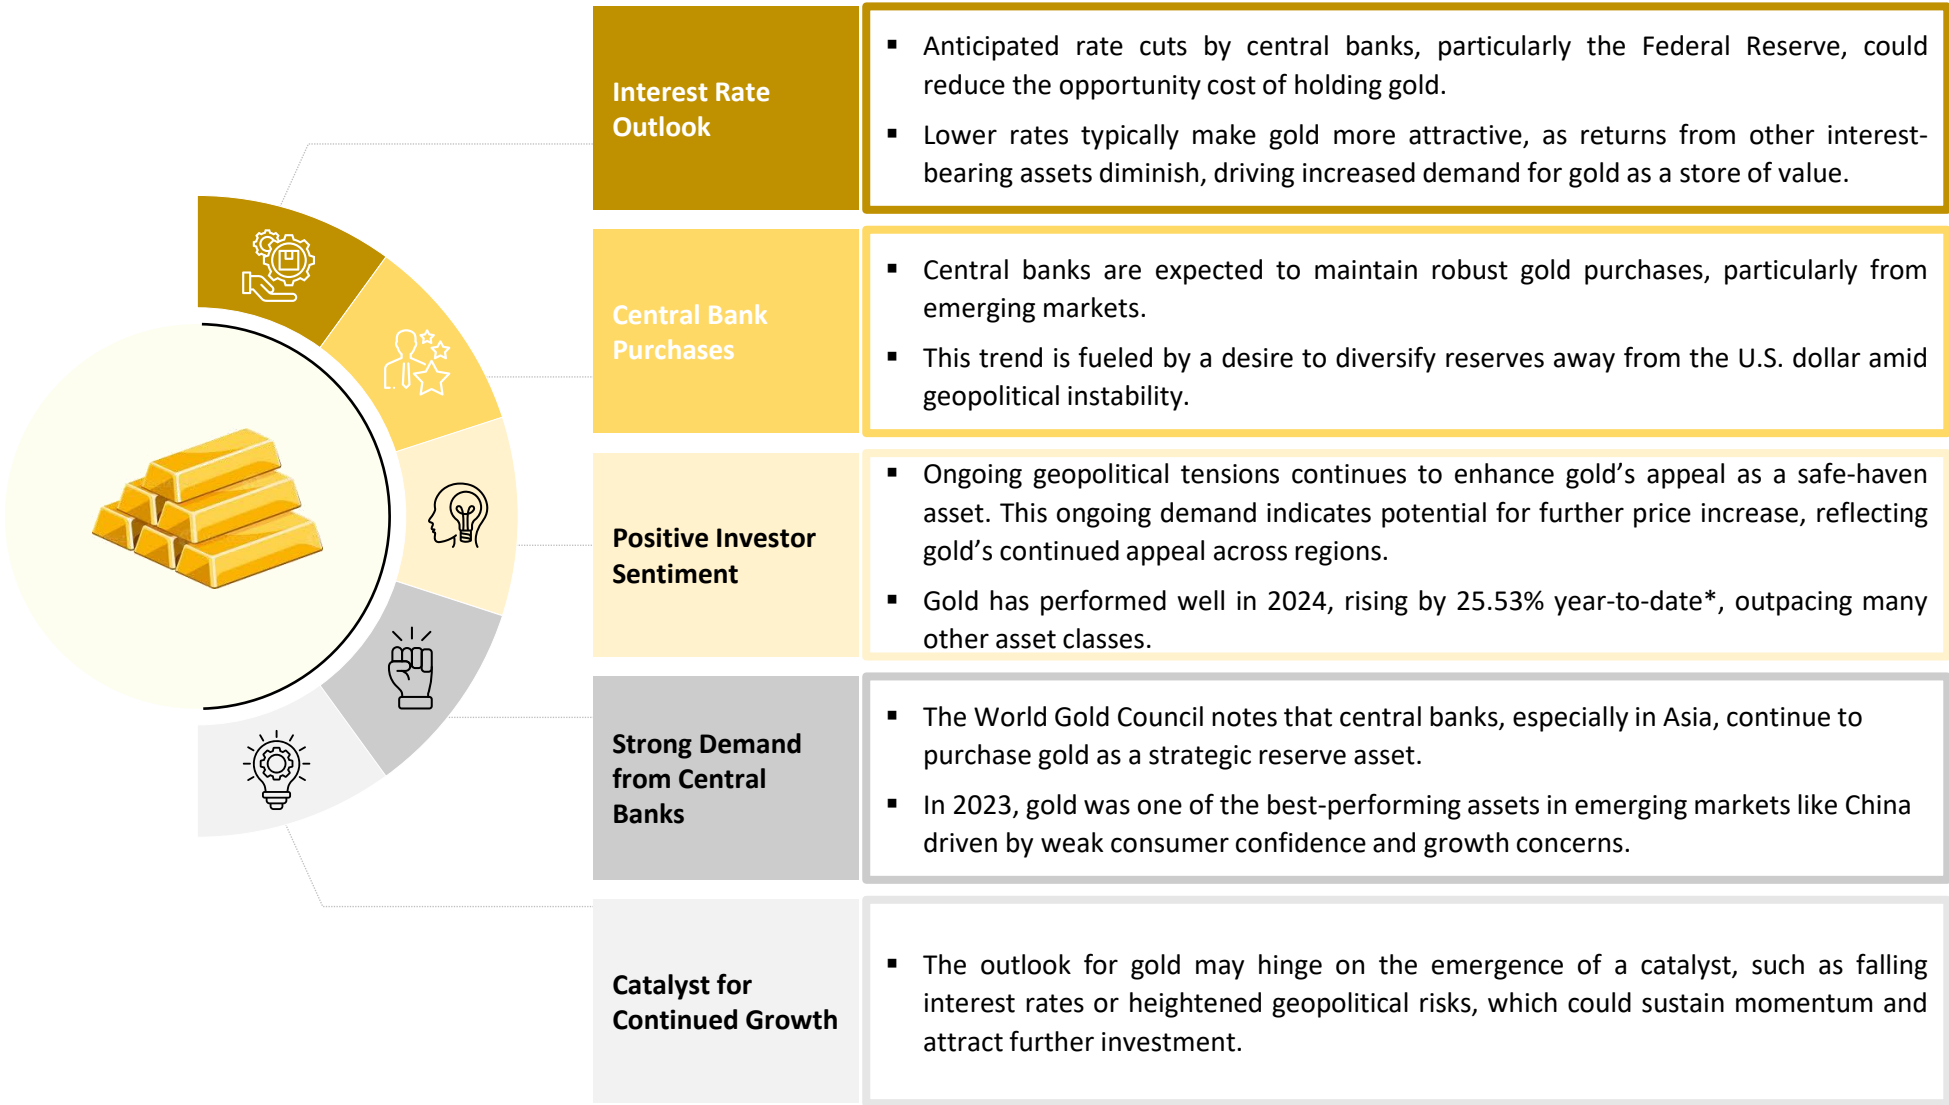 Interest Rate
Outlook
▪ Anticipated rate cuts by central banks, particularly the Federal Reserve, could
reduce the opportunity cost of holding gold.
▪ Lower rates typically make gold more attractive, as returns from other interest-
bearing assets diminish, driving increased demand for gold as a store of value.
Central Bank
Purchases
▪ Central banks are expected to maintain robust gold purchases, particularly from
emerging markets.
▪ This trend is fueled by a desire to diversify reserves away from the U.S. dollar amid
geopolitical instability.
Positive Investor
Sentiment
▪ Ongoing geopolitical tensions continues to enhance gold’s appeal as a safe-haven
asset. This ongoing demand indicates potential for further price increase, reflecting
gold’s continued appeal across regions.
▪ Gold has performed well in 2024, rising by 25.53% year-to-date*, outpacing many
other asset classes.
Strong Demand
from Central
Banks
▪ The World Gold Council notes that central banks, especially in Asia, continue to
purchase gold as a strategic reserve asset.
▪ In 2023, gold was one of the best-performing assets in emerging markets like China
driven by weak consumer confidence and growth concerns.
Catalyst for
Continued Growth
▪ The outlook for gold may hinge on the emergence of a catalyst, such as falling
interest rates or heightened geopolitical risks, which could sustain momentum and
attract further investment.